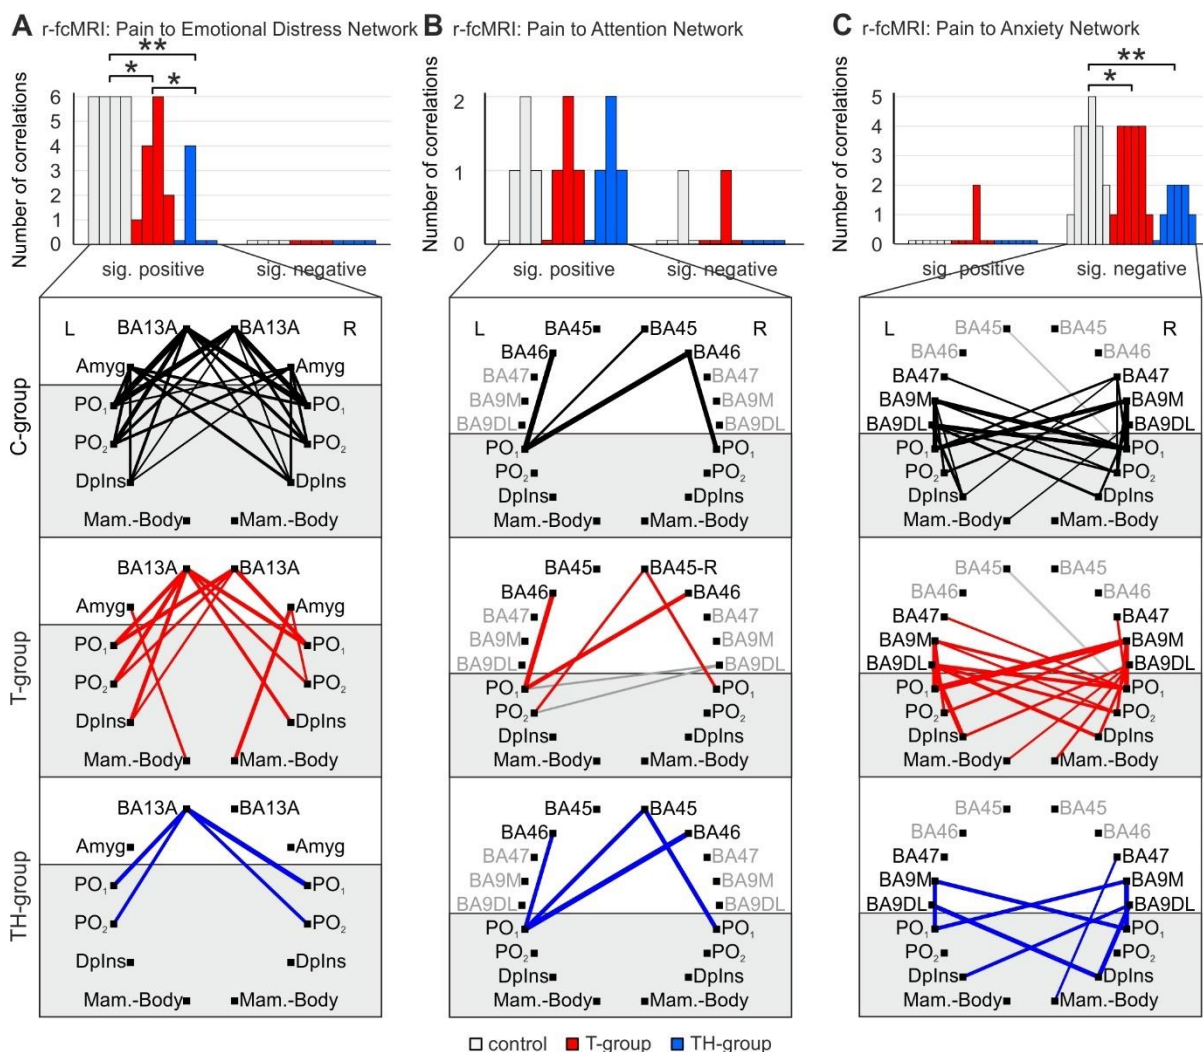 A r-fcMRI: Pain to Emotional Distress Network
** 
* *
Number of correlations
6
5
4
3
2
1
0
sig. positive sig. negative
L R
BA13A BA13A
Amyg Amyg
PO₁ PO₁
PO₂ PO₂
DpIns DpIns
Mam.-Body Mam.-Body
C-group
BA13A BA13A
Amyg Amyg
PO₁ PO₁
PO₂ PO₂
DpIns DpIns
Mam.-Body Mam.-Body
T-group
BA13A BA13A
Amyg Amyg
PO₁ PO₁
PO₂ PO₂
DpIns DpIns
Mam.-Body Mam.-Body
TH-group
B r-fcMRI: Pain to Attention Network
Number of correlations
2
1
0
sig. positive sig. negative
L R
BA45 BA45
BA46 BA46
BA47 BA47
BA9M BA9M
BA9DL BA9DL
PO₁ PO₁
PO₂ PO₂
DpIns DpIns
Mam.-Body Mam.-Body
BA45 BA45-R
BA46 BA46
BA47 BA47
BA9M BA9M
BA9DL BA9DL
PO₁ PO₁
PO₂ PO₂
DpIns DpIns
Mam.-Body Mam.-Body
BA45 BA45
BA46 BA46
BA47 BA47
BA9M BA9M
BA9DL BA9DL
PO₁ PO₁
PO₂ PO₂
DpIns DpIns
Mam.-Body Mam.-Body
C r-fcMRI: Pain to Anxiety Network
**
*
Number of correlations
5
4
3
2
1
0
sig. positive sig. negative
L R
BA45 BA45
BA46 BA46
BA47 BA47
BA9M BA9M
BA9DL BA9DL
PO₁ PO₁
PO₂ PO₂
DpIns DpIns
Mam.-Body Mam.-Body
BA45 BA45
BA46 BA46
BA47 BA47
BA9M BA9M
BA9DL BA9DL
PO₁ PO₁
PO₂ PO₂
DpIns DpIns
Mam.-Body Mam.-Body
BA45 BA45
BA46 BA46
BA47 BA47
BA9M BA9M
BA9DL BA9DL
PO₁ PO₁
PO₂ PO₂
DpIns DpIns
Mam.-Body Mam.-Body
control T-group TH-group